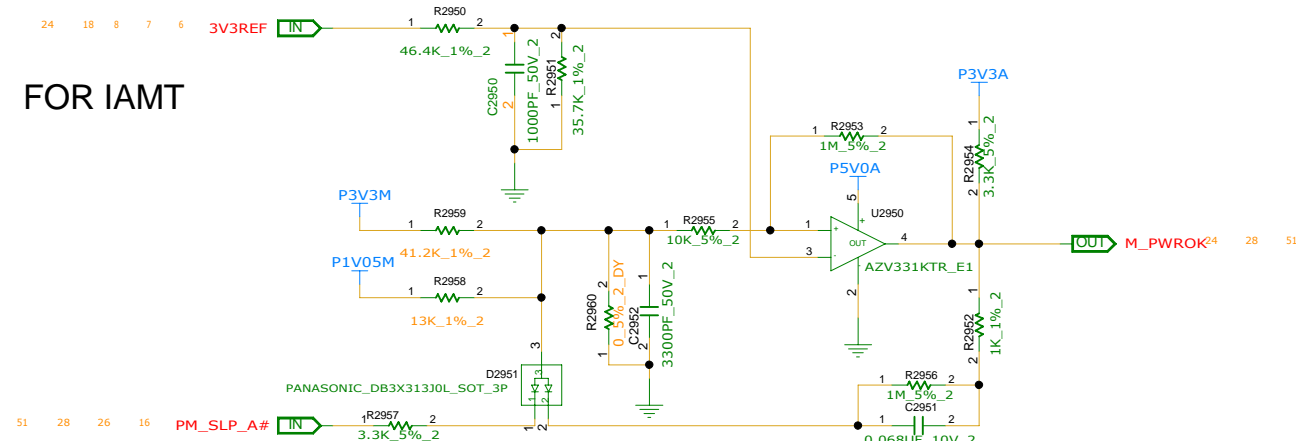 24 18 8 7 6 3V3REF IN 1 R2950 2
46.4K_1%_2
1 C2950 2 1000PF_50V_2
2 R2951 1 35.7K_1%_2
FOR IAMT
P3V3A
1 R2954 2 3.3K_5%_2
1 R2953 2
1M_5%_2
P5V0A
5 U2950
P3V3M
1 R2959 2
41.2K_1%_2
1 R2955 2
10K_5%_2
1 + + OUT 4
3 - -
AZV331KTR_E1
2
OUT M_PWROK 24 28 51
P1V05M
1 R2958 2
13K_1%_2
2 R2960 1 0_5%_2_DY
1 C2952 2 3300PF_50V_2
1 R2952 2 1K_1%_2
3 D2951
3
1 2
PANASONIC_DB3X313J0L_SOT_3P
1 R2956 2
1M_5%_2
1 C2951 2
0.068UF_10V_2
51 28 26 16 PM_SLP_A# IN 1 R2957 2 1 2
3.3K_5%_2